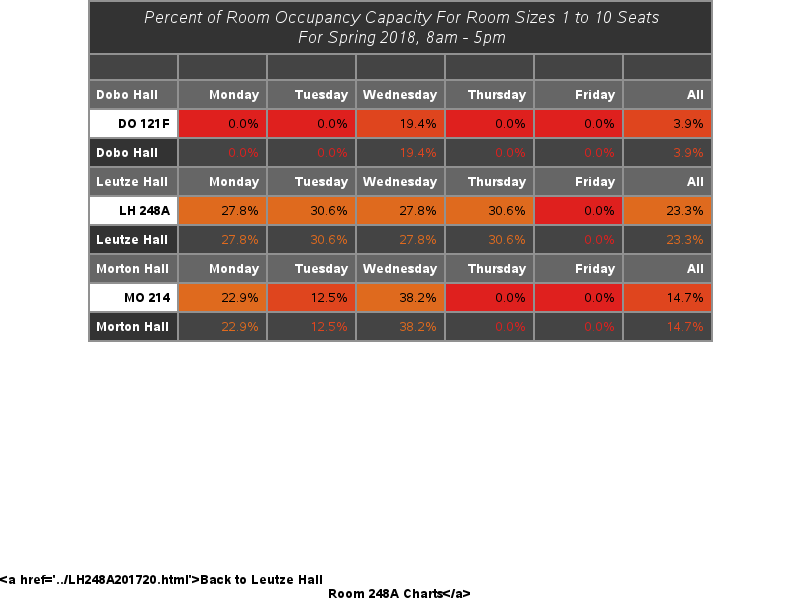 Percent of Room Occupancy Capacity For Room Sizes 1 to 10 Seats
For Spring 2018, 8am - 5pm
Dobo Hall Monday Tuesday Wednesday Thursday Friday All
DO 121F 0.0% 0.0% 19.4% 0.0% 0.0% 3.9%
Dobo Hall 0.0% 0.0% 19.4% 0.0% 0.0% 3.9%
Leutze Hall Monday Tuesday Wednesday Thursday Friday All
LH 248A 27.8% 30.6% 27.8% 30.6% 0.0% 23.3%
Leutze Hall 27.8% 30.6% 27.8% 30.6% 0.0% 23.3%
Morton Hall Monday Tuesday Wednesday Thursday Friday All
MO 214 22.9% 12.5% 38.2% 0.0% 0.0% 14.7%
Morton Hall 22.9% 12.5% 38.2% 0.0% 0.0% 14.7%
<a href='../LH248A201720.html'>Back to Leutze Hall
Room 248A Charts</a>